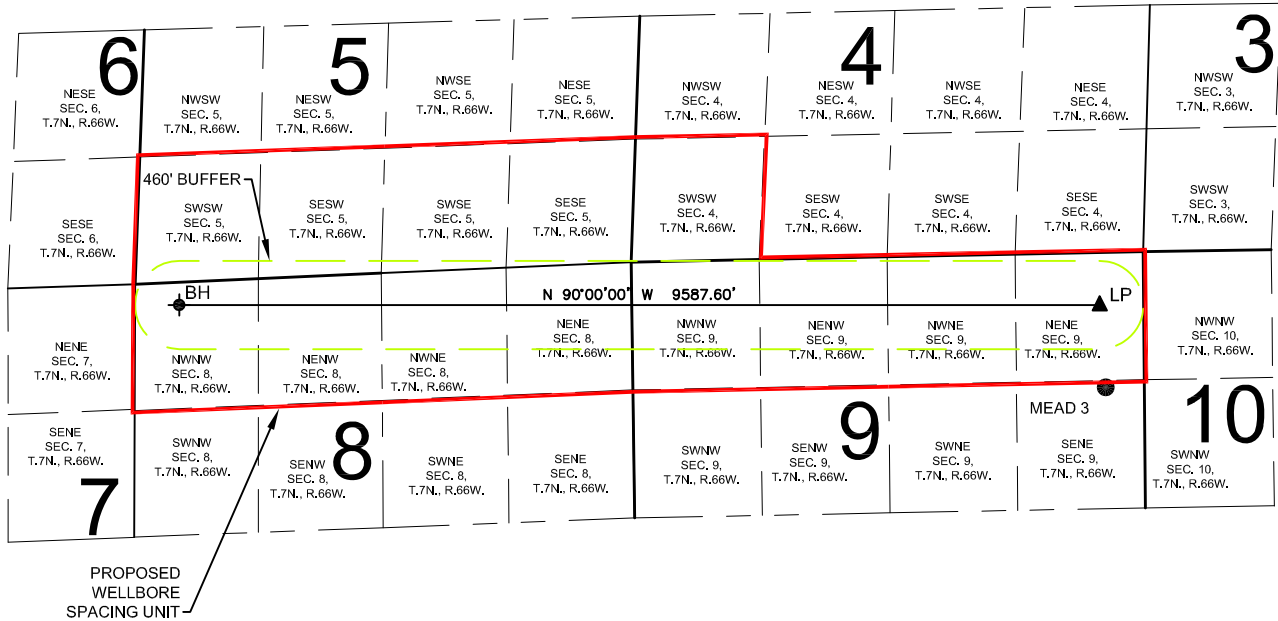 6
5
4
3
NESE
SEC. 6,
T.7N., R.66W.
NWSW
SEC. 5,
T.7N., R.66W.
NESW
SEC. 5,
T.7N., R.66W.
NWSE
SEC. 5,
T.7N., R.66W.
NESE
SEC. 5,
T.7N., R.66W.
NWSW
SEC. 4,
T.7N., R.66W.
NESW
SEC. 4,
T.7N., R.66W.
NWSE
SEC. 4,
T.7N., R.66W.
NESE
SEC. 4,
T.7N., R.66W.
NWSW
SEC. 3,
T.7N., R.66W.
460' BUFFER
SESE
SEC. 6,
T.7N., R.66W.
SWSW
SEC. 5,
T.7N., R.66W.
SESW
SEC. 5,
T.7N., R.66W.
SWSE
SEC. 5,
T.7N., R.66W.
SESE
SEC. 5,
T.7N., R.66W.
SWSW
SEC. 4,
T.7N., R.66W.
SESW
SEC. 4,
T.7N., R.66W.
SWSE
SEC. 4,
T.7N., R.66W.
SESE
SEC. 4,
T.7N., R.66W.
SWSW
SEC. 3,
T.7N., R.66W.
BH
N 90°00'00" W 9587.60'
LP
NENE
SEC. 7,
T.7N., R.66W.
NWNW
SEC. 8,
T.7N., R.66W.
NENW
SEC. 8,
T.7N., R.66W.
NWNE
SEC. 8,
T.7N., R.66W.
NENE
SEC. 8,
T.7N., R.66W.
NWNW
SEC. 9,
T.7N., R.66W.
NENW
SEC. 9,
T.7N., R.66W.
NWNE
SEC. 9,
T.7N., R.66W.
NENE
SEC. 9,
T.7N., R.66W.
NWNW
SEC. 10,
T.7N., R.66W.
MEAD 3
SENE
SEC. 7,
T.7N., R.66W.
SWNW
SEC. 8,
T.7N., R.66W.
SENW
SEC. 8,
T.7N., R.66W.
SWNE
SEC. 8,
T.7N., R.66W.
SENE
SEC. 8,
T.7N., R.66W.
SWNW
SEC. 9,
T.7N., R.66W.
SENW
SEC. 9,
T.7N., R.66W.
SWNE
SEC. 9,
T.7N., R.66W.
SENE
SEC. 9,
T.7N., R.66W.
SWNW
SEC. 10,
T.7N., R.66W.
7
8
9
10
PROPOSED
WELLBORE
SPACING UNIT